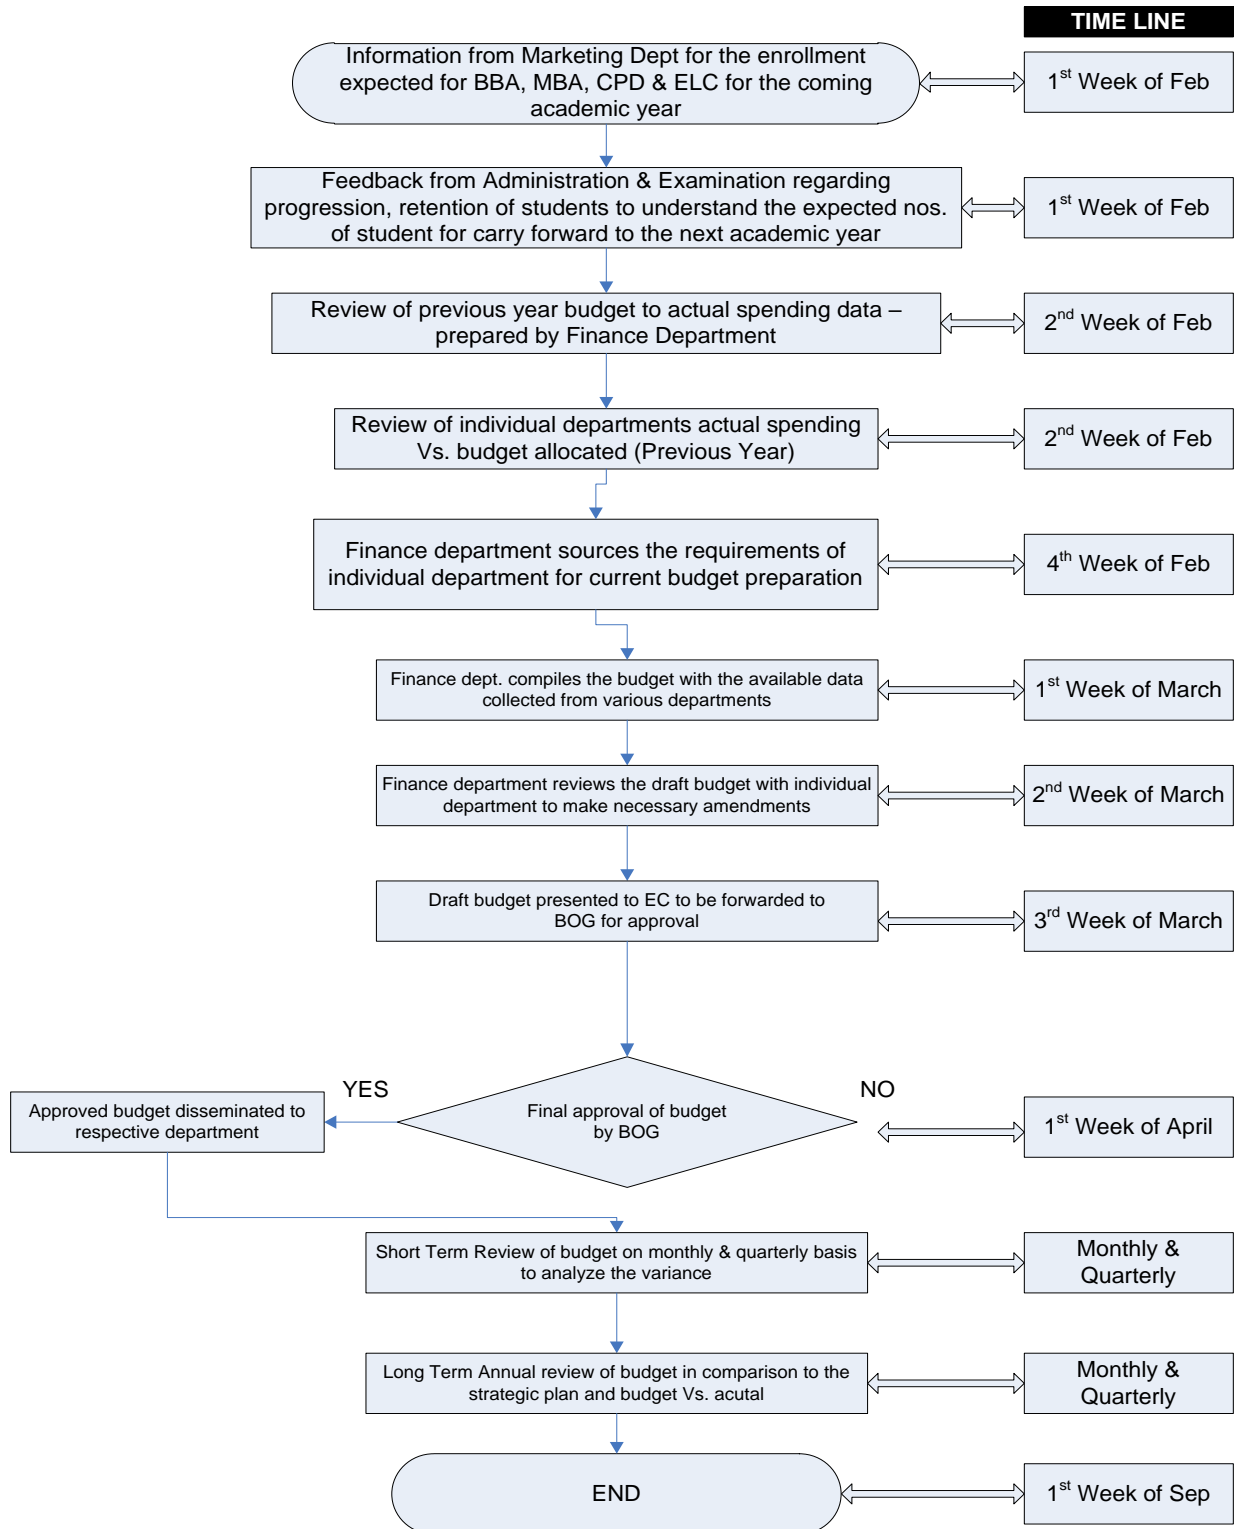 TIME LINE
Information from Marketing Dept for the enrollment
expected for BBA, MBA, CPD & ELC for the coming
academic year
1st Week of Feb
Feedback from Administration & Examination regarding
progression, retention of students to understand the expected nos.
of student for carry forward to the next academic year
1st Week of Feb
Review of previous year budget to actual spending data –
prepared by Finance Department
2nd Week of Feb
Review of individual departments actual spending
Vs. budget allocated (Previous Year)
2nd Week of Feb
Finance department sources the requirements of
individual department for current budget preparation
4th Week of Feb
Finance dept. compiles the budget with the available data
collected from various departments
1st Week of March
Finance department reviews the draft budget with individual
department to make necessary amendments
2nd Week of March
Draft budget presented to EC to be forwarded to
BOG for approval
3rd Week of March
YES
NO
Approved budget disseminated to
respective department
Final approval of budget
by BOG
1st Week of April
Short Term Review of budget on monthly & quarterly basis
to analyze the variance
Monthly &
Quarterly
Long Term Annual review of budget in comparison to the
strategic plan and budget Vs. acutal
Monthly &
Quarterly
END
1st Week of Sep